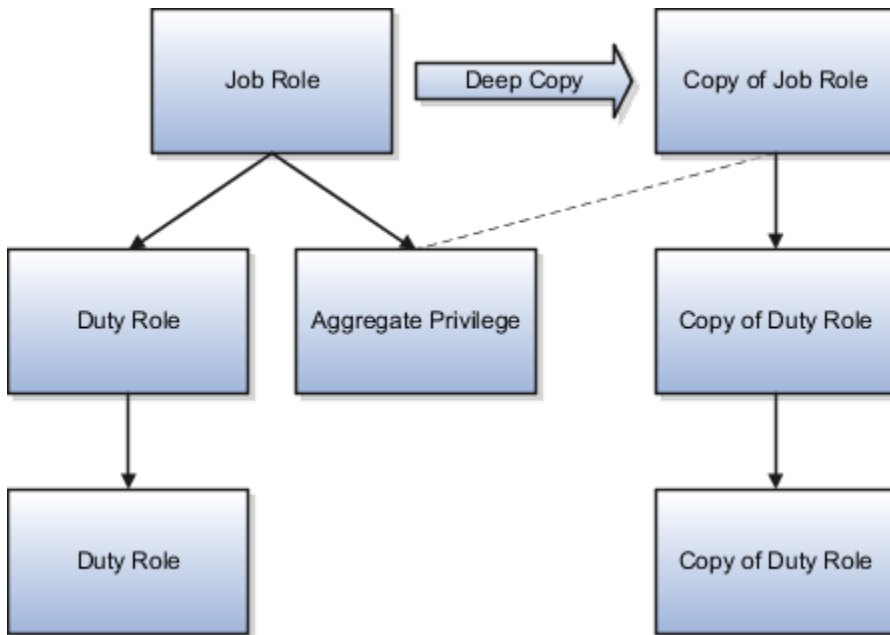 Job Role
Deep Copy
Copy of Job Role
Duty Role
Aggregate Privilege
Copy of Duty Role
Duty Role
Copy of Duty Role